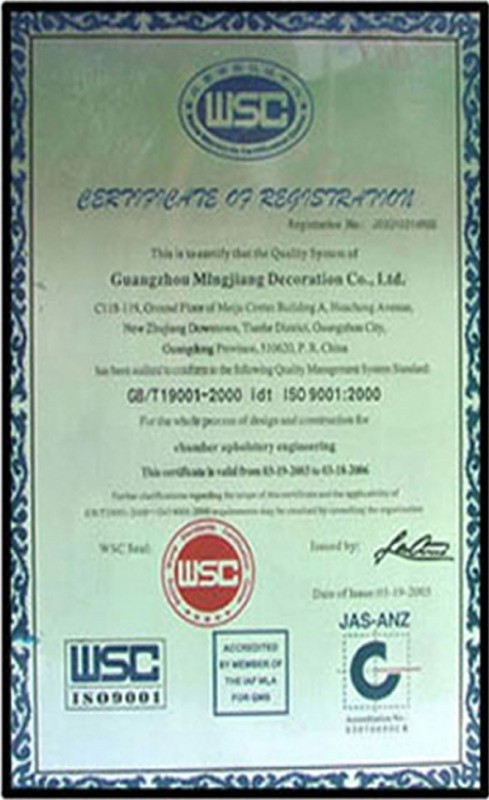 WSC
CERTIFICATE OF REGISTRATION
Registration No.:
This is to certify that the Quality System of
Guangzhou Mingjiang Decoration Co., Ltd.
C118-119, Ground Floor of Meiju Center Building A, Huacheng Avenue,
New Zhujiang Downtown, Tianhe District, Guangzhou City,
Guangdong Province, 510620, P. R. China
has been audited to conform to the following Quality Management System Standard:
GB/T19001-2000 idt ISO9001:2000
For the whole process of design and construction for
chamber upholstery engineering
This certificate is valid from 03-19-2003 to 03-18-2006
Further clarifications regarding the scope of this certificate and the applicability of
GB/T19001-2000 ISO 9001:2000 requirements may be obtained by consulting the organization
WSC Seal:
WSC
Issued by:
Date of Issue: 03-19-2003
WSC
ISO9001
ACCREDITED
BY MEMBER OF
THE IAF MLA
FOR QMS
JAS-ANZ
Accreditation No.